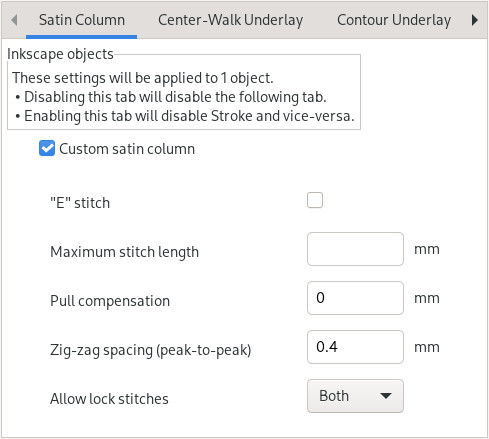 Satin Column
Center-Walk Underlay
Contour Underlay
Inkscape objects
These settings will be applied to 1 object.
• Disabling this tab will disable the following tab.
• Enabling this tab will disable Stroke and vice-versa.
Custom satin column
"E" stitch
Maximum stitch length
mm
Pull compensation
0
mm
Zig-zag spacing (peak-to-peak)
0.4
mm
Allow lock stitches
Both